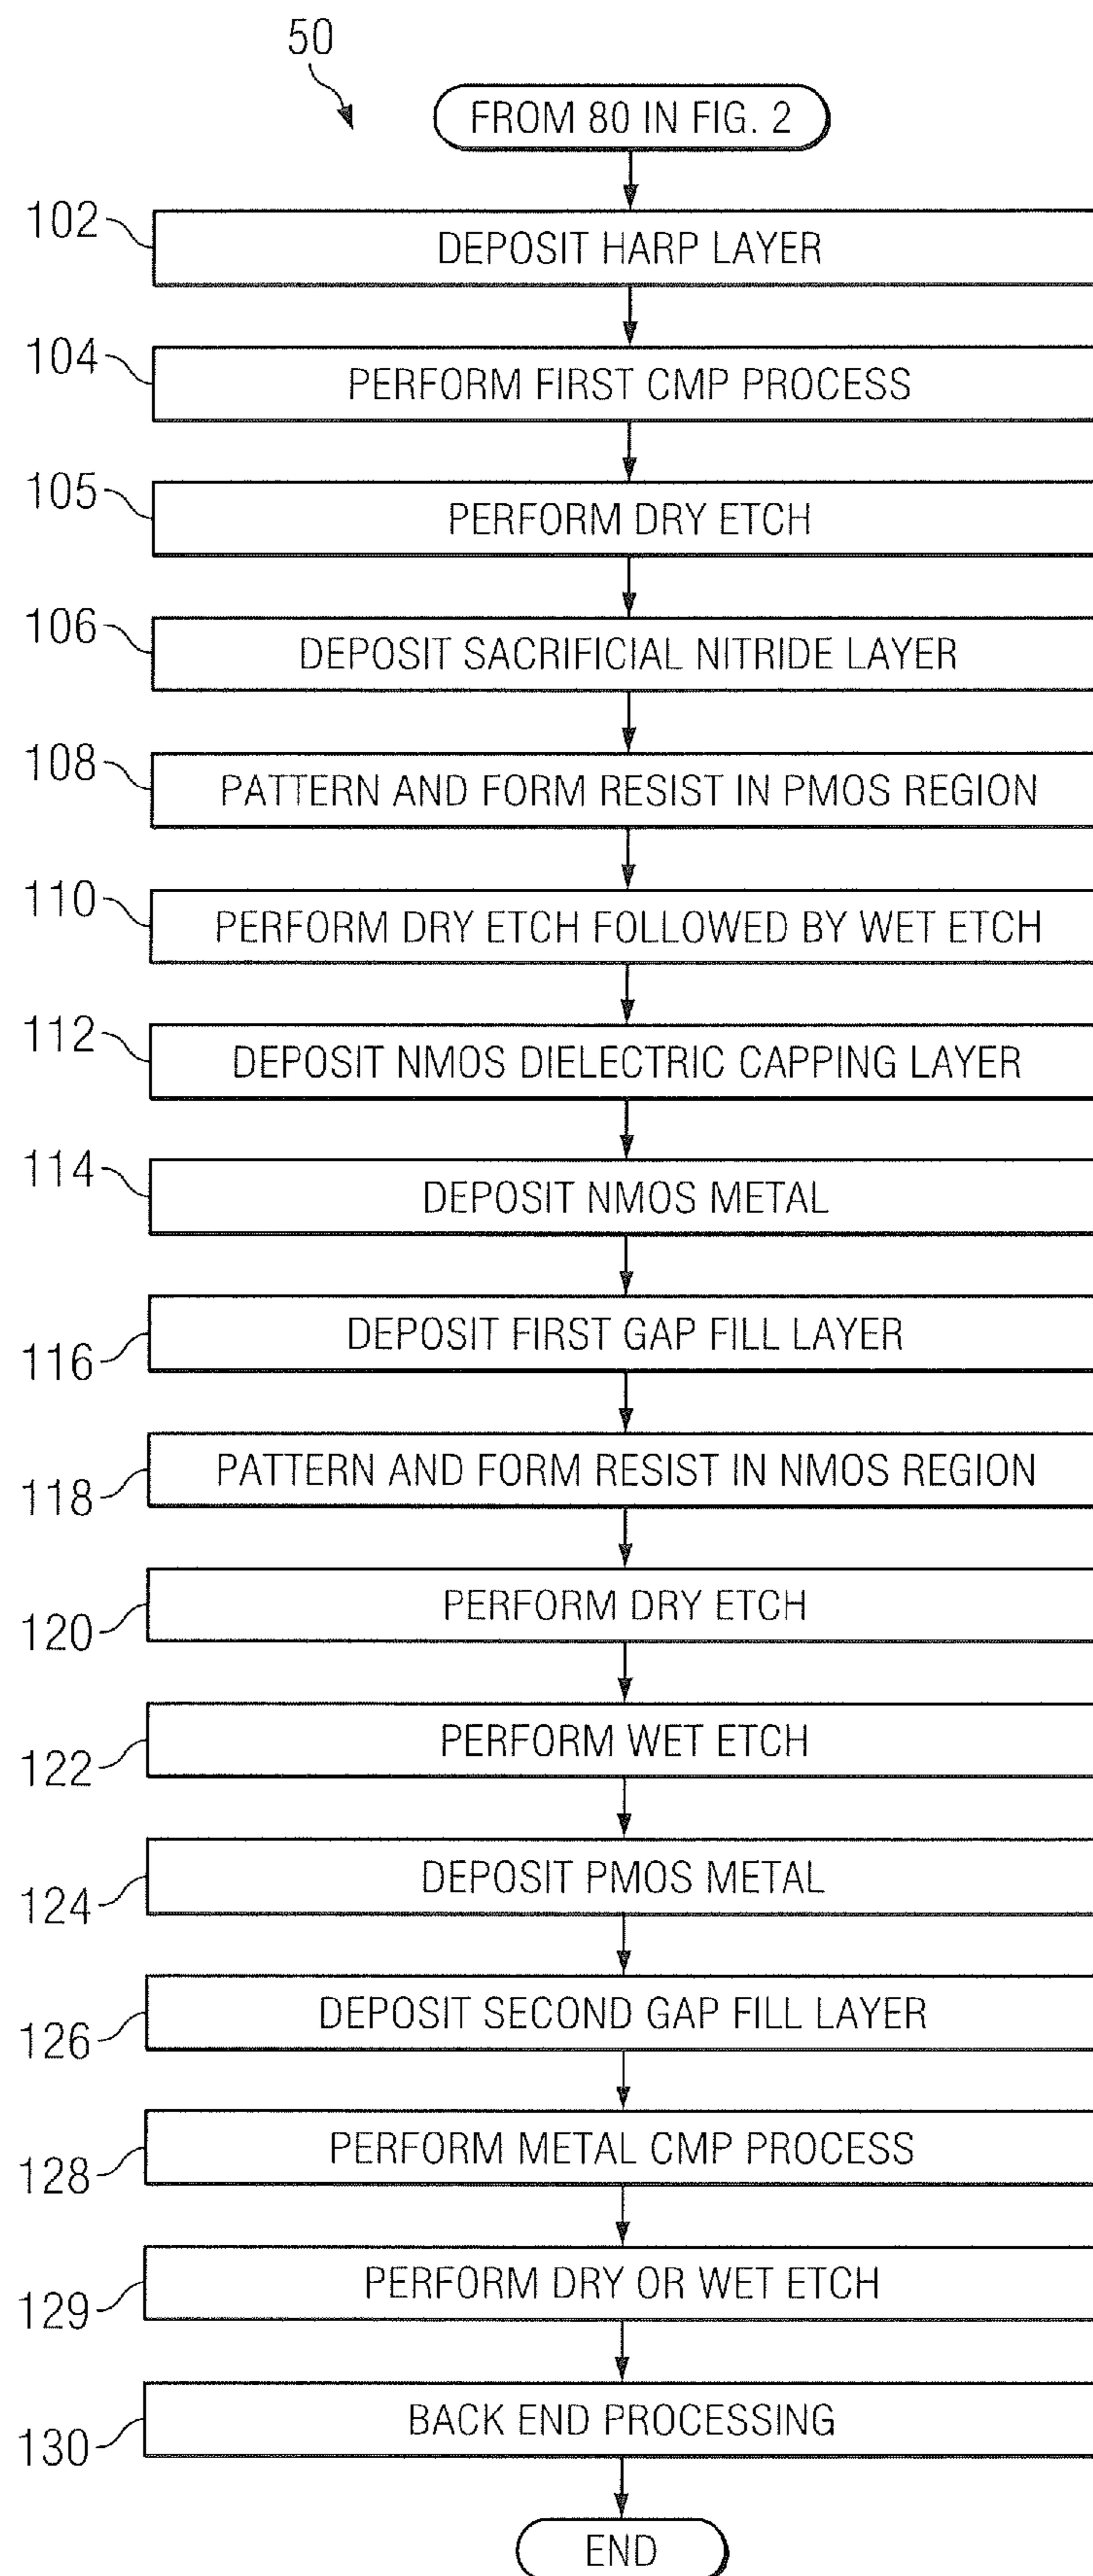 50
FROM 80 IN FIG. 2
102
DEPOSIT HARP LAYER
104
PERFORM FIRST CMP PROCESS
105
PERFORM DRY ETCH
106
DEPOSIT SACRIFICIAL NITRIDE LAYER
108
PATTERN AND FORM RESIST IN PMOS REGION
110
PERFORM DRY ETCH FOLLOWED BY WET ETCH
112
DEPOSIT NMOS DIELECTRIC CAPPING LAYER
114
DEPOSIT NMOS METAL
116
DEPOSIT FIRST GAP FILL LAYER
118
PATTERN AND FORM RESIST IN NMOS REGION
120
PERFORM DRY ETCH
122
PERFORM WET ETCH
124
DEPOSIT PMOS METAL
126
DEPOSIT SECOND GAP FILL LAYER
128
PERFORM METAL CMP PROCESS
129
PERFORM DRY OR WET ETCH
130
BACK END PROCESSING
END